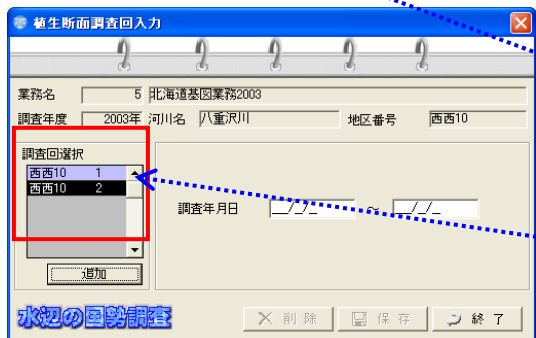 植生断面調査回入力
業務名 5 北海道基図業務2003
調査年度 2003年 河川名 八重沢川 地区番号 西西10
調査回選択
西西10 1
西西10 2
調査年月日 __/_/_ ～ __/_/_
追加
水辺の国勢調査 削除 保存 終了